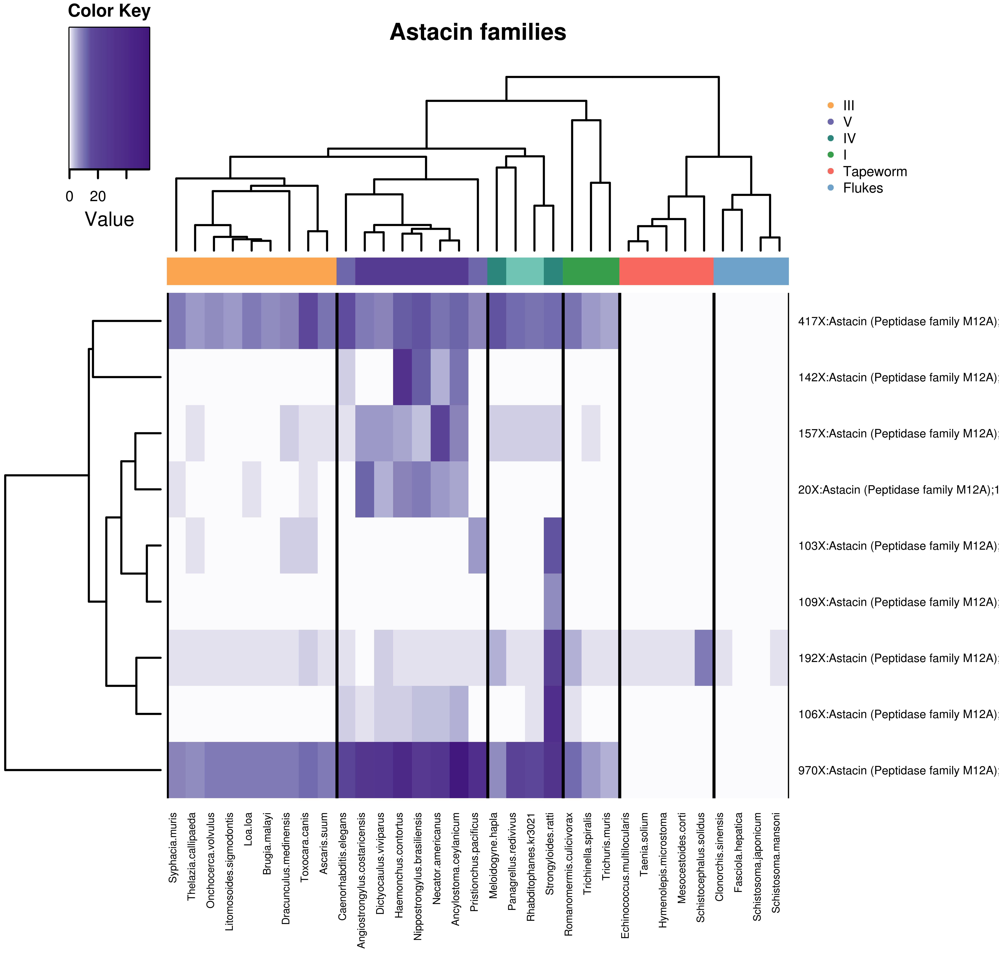 Color Key
0 20
Value
Astacin families
III
V
IV
I
Tapeworm
Flukes
417X:Astacin (Peptidase family M12A);
142X:Astacin (Peptidase family M12A);
157X:Astacin (Peptidase family M12A);
20X:Astacin (Peptidase family M12A);1
103X:Astacin (Peptidase family M12A);
109X:Astacin (Peptidase family M12A);
192X:Astacin (Peptidase family M12A);
106X:Astacin (Peptidase family M12A);
970X:Astacin (Peptidase family M12A);
Syphacia.muris
Thelazia.callipaeda
Onchocerca.volvulus
Litomosoides.sigmodontis
Loa.loa
Brugia.malayi
Dracunculus.medinensis
Toxocara.canis
Ascaris.suum
Caenorhabditis.elegans
Angiostrongylus.costaricensis
Dictyocaulus.viviparus
Haemonchus.contortus
Nippostrongylus.brasiliensis
Necator.americanus
Ancylostoma.ceylanicum
Pristionchus.pacificus
Meloidogyne.hapla
Panagrellus.redivivus
Rhabditophanes.kr3021
Strongyloides.ratti
Romanomermis.culicivorax
Trichinella.spiralis
Trichuris.muris
Echinococcus.multilocularis
Taenia.solium
Hymenolepis.microstoma
Mesocestoides.corti
Schistocephalus.solidus
Clonorchis.sinensis
Fasciola.hepatica
Schistosoma.japonicum
Schistosoma.mansoni